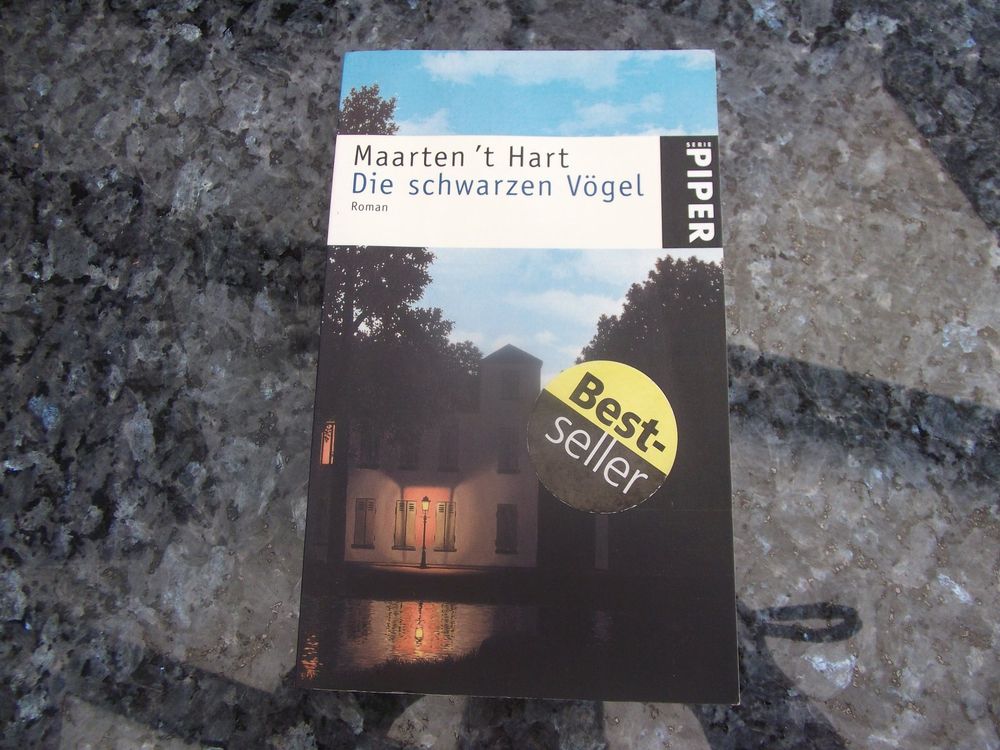 Maarten 't Hart
Die schwarzen Vögel
Roman
SERIE
PIPER
Best-
seller